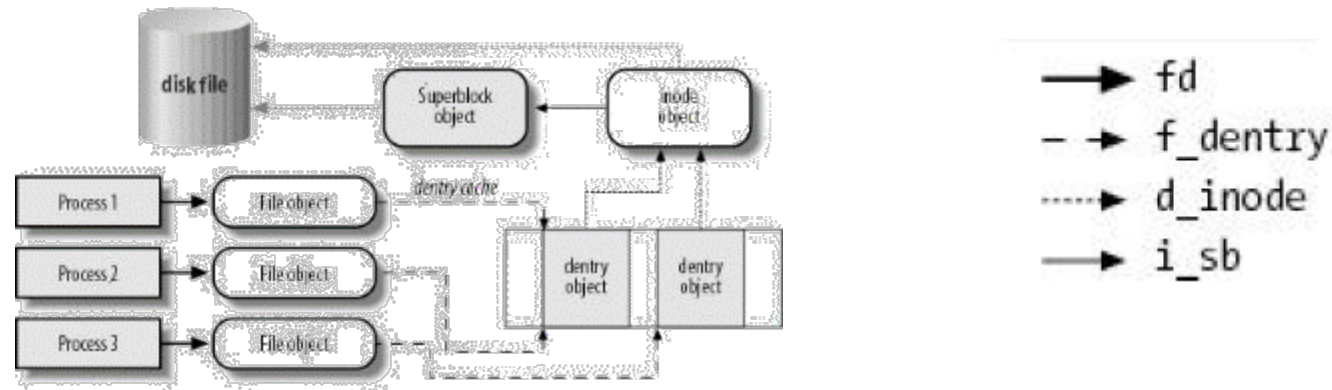 disk file
Superblock
object
inode
object
Process 1
File object
dentry cache
Process 2
File object
dentry
object
dentry
object
Process 3
File object
fd
f_dentry
d_inode
i_sb